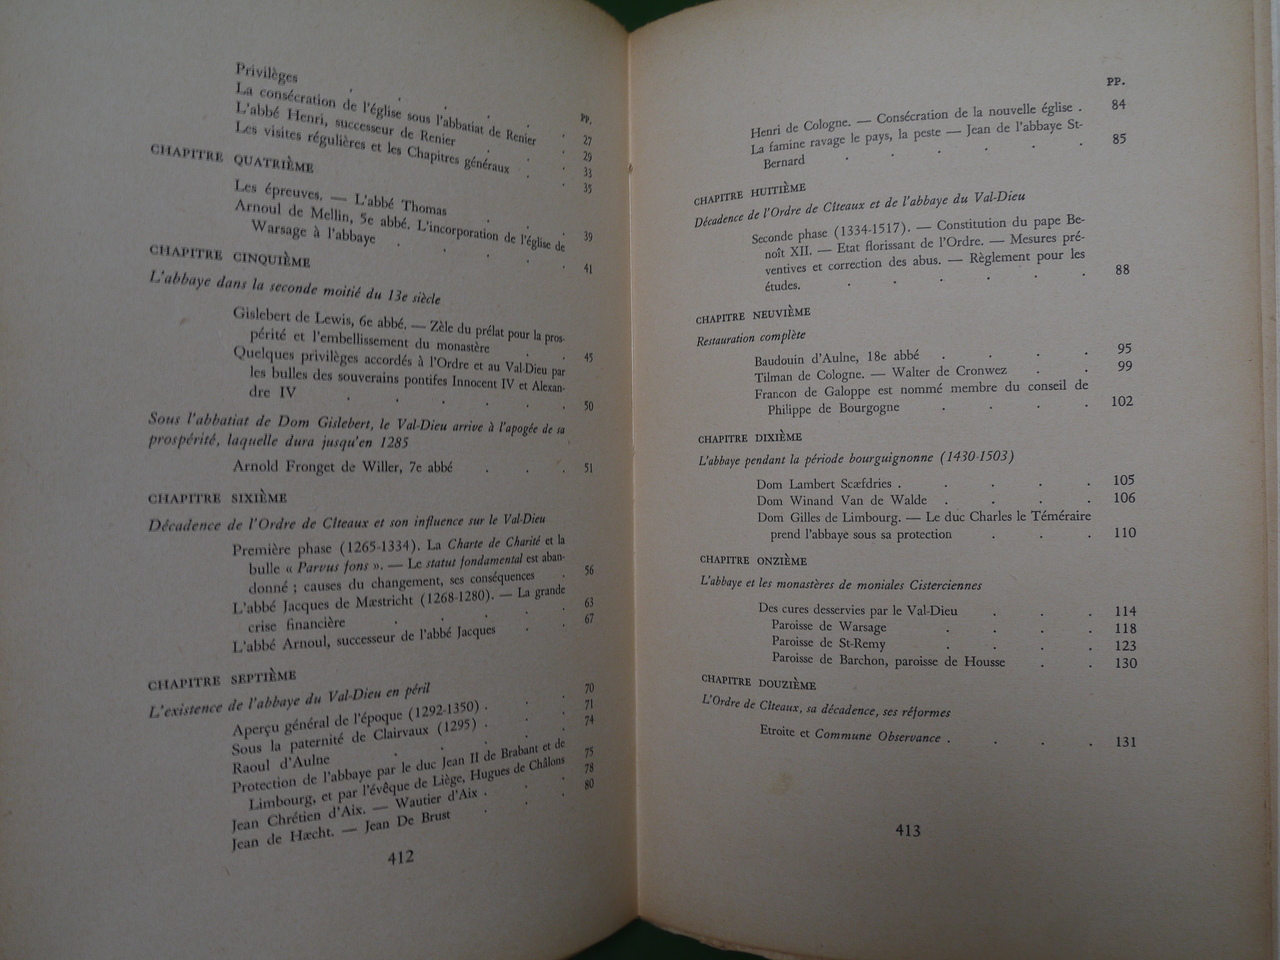 PP.
Privilèges . . . . 27
La consécration de l'église sous l'abbatiat de Renier . 29
L'abbé Henri, successeur de Renier . . 33
Les visites régulières et les Chapitres généraux . . 35
CHAPITRE QUATRIÈME
Les épreuves. — L'abbé Thomas . . . 39
Arnoul de Mellin, 5e abbé. L'incorporation de l'église de
Warsage à l'abbaye . . . . . 41
CHAPITRE CINQUIÈME
L'abbaye dans la seconde moitié du 13e siècle
Gislebert de Lewis, 6e abbé. — Zèle du prélat pour la pros-
périté et l'embellissement du monastère . . 45
Quelques privilèges accordés à l'Ordre et au Val-Dieu par
les bulles des souverains pontifes Innocent IV et Alexan-
dre IV . . . . . . 50
Sous l'abbatiat de Dom Gislebert, le Val-Dieu arrive à l'apogée de sa
prospérité, laquelle dura jusqu'en 1285
Arnold Fronget de Willer, 7e abbé . . . 51
CHAPITRE SIXIÈME
Décadence de l'Ordre de Cîteaux et son influence sur le Val-Dieu
Première phase (1265-1334). La Charte de Charité et la
bulle « Parvus fons ». — Le statut fondamental est aban-
donné ; causes du changement, ses conséquences . 56
L'abbé Jacques de Mæstricht (1268-1280). — La grande
crise financière . . . . . 63
L'abbé Arnoul, successeur de l'abbé Jacques . . 67
CHAPITRE SEPTIÈME
L'existence de l'abbaye du Val-Dieu en péril
Aperçu général de l'époque (1292-1350) . . . 70
Sous la paternité de Clairvaux (1295) . . . 71
Raoul d'Aulne . . . . . 74
Protection de l'abbaye par le duc Jean II de Brabant et de
Limbourg, et par l'évêque de Liège, Hugues de Châlons 75
Jean Chrétien d'Aix. — Wautier d'Aix . . . 78
Jean de Hæcht. — Jean De Brust . . . 80
412
PP.
Henri de Cologne. — Consécration de la nouvelle église . 84
La famine ravage le pays, la peste — Jean de l'abbaye St-
Bernard . . . . . . 85
CHAPITRE HUITIÈME
Décadence de l'Ordre de Cîteaux et de l'abbaye du Val-Dieu
Seconde phase (1334-1517). — Constitution du pape Be-
noît XII. — Etat florissant de l'Ordre. — Mesures pré-
ventives et correction des abus. — Règlement pour les
études. . . . . . . 88
CHAPITRE NEUVIÈME
Restauration complète
Baudouin d'Aulne, 18e abbé . . . . 95
Tilman de Cologne. — Walter de Cronwez . . 99
Francon de Galoppe est nommé membre du conseil de
Philippe de Bourgogne . . . . 102
CHAPITRE DIXIÈME
L'abbaye pendant la période bourguignonne (1430-1503)
Dom Lambert Scæfdries . . . . . 105
Dom Winand Van de Walde . . . . 106
Dom Gilles de Limbourg. — Le duc Charles le Téméraire
prend l'abbaye sous sa protection . . . 110
CHAPITRE ONZIÈME
L'abbaye et les monastères de moniales Cisterciennes
Des cures desservies par le Val-Dieu . . . 114
Paroisse de Warsage . . . . 118
Paroisse de St-Remy . . . . 123
Paroisse de Barchon, paroisse de Housse . . 130
CHAPITRE DOUZIÈME
L'Ordre de Cîteaux, sa décadence, ses réformes
Etroite et Commune Observance . . . . 131
413